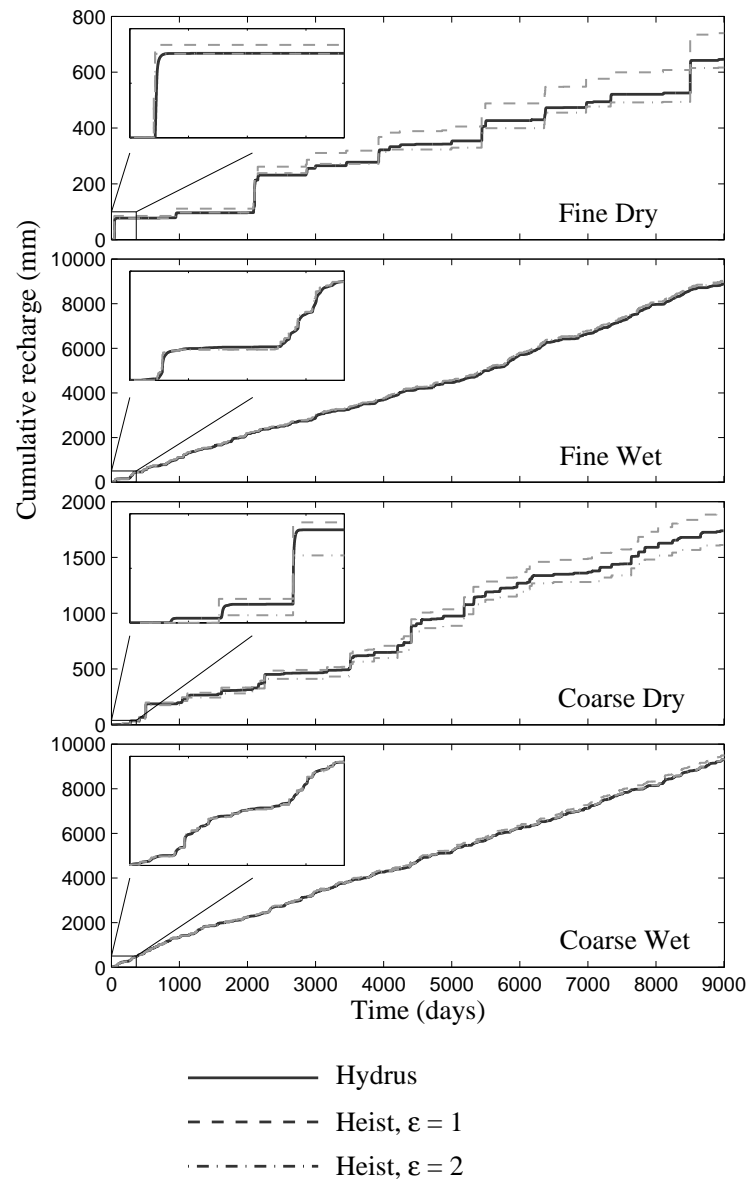 Cumulative recharge (mm)
800
600
400
200
0
Fine Dry
10000
8000
6000
4000
2000
0
Fine Wet
2000
1500
1000
500
0
Coarse Dry
10000
8000
6000
4000
2000
0
Coarse Wet
0 1000 2000 3000 4000 5000 6000 7000 8000 9000
Time (days)
Hydrus
Heist, ε = 1
Heist, ε = 2